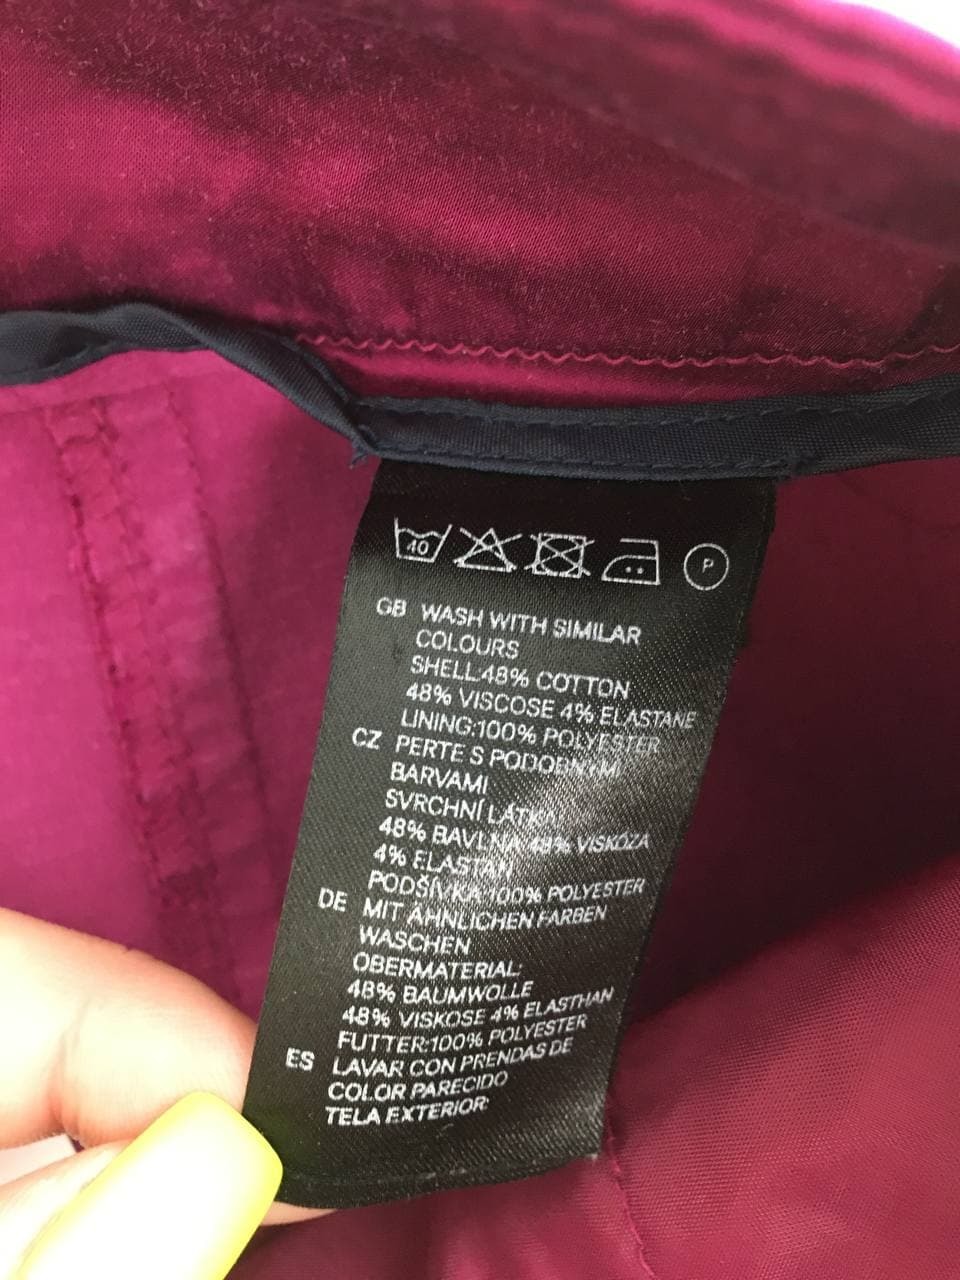 40
P
GB WASH WITH SIMILAR
COLOURS
SHELL:48% COTTON
48% VISCOSE 4% ELASTANE
LINING:100% POLYESTER
CZ PERTE S PODOBNÝMI
BARVAMI
SVRCHNÍ LÁTKA
48% BAVLNA 48% VISKÓZA
4% ELASTAN
PODŠÍVKA:100% POLYESTER
DE MIT ÄHNLICHEN FARBEN
WASCHEN
OBERMATERIAL:
48% BAUMWOLLE
48% VISKOSE 4% ELASTHAN
FUTTER:100% POLYESTER
ES LAVAR CON PRENDAS DE
COLOR PARECIDO
TELA EXTERIOR: